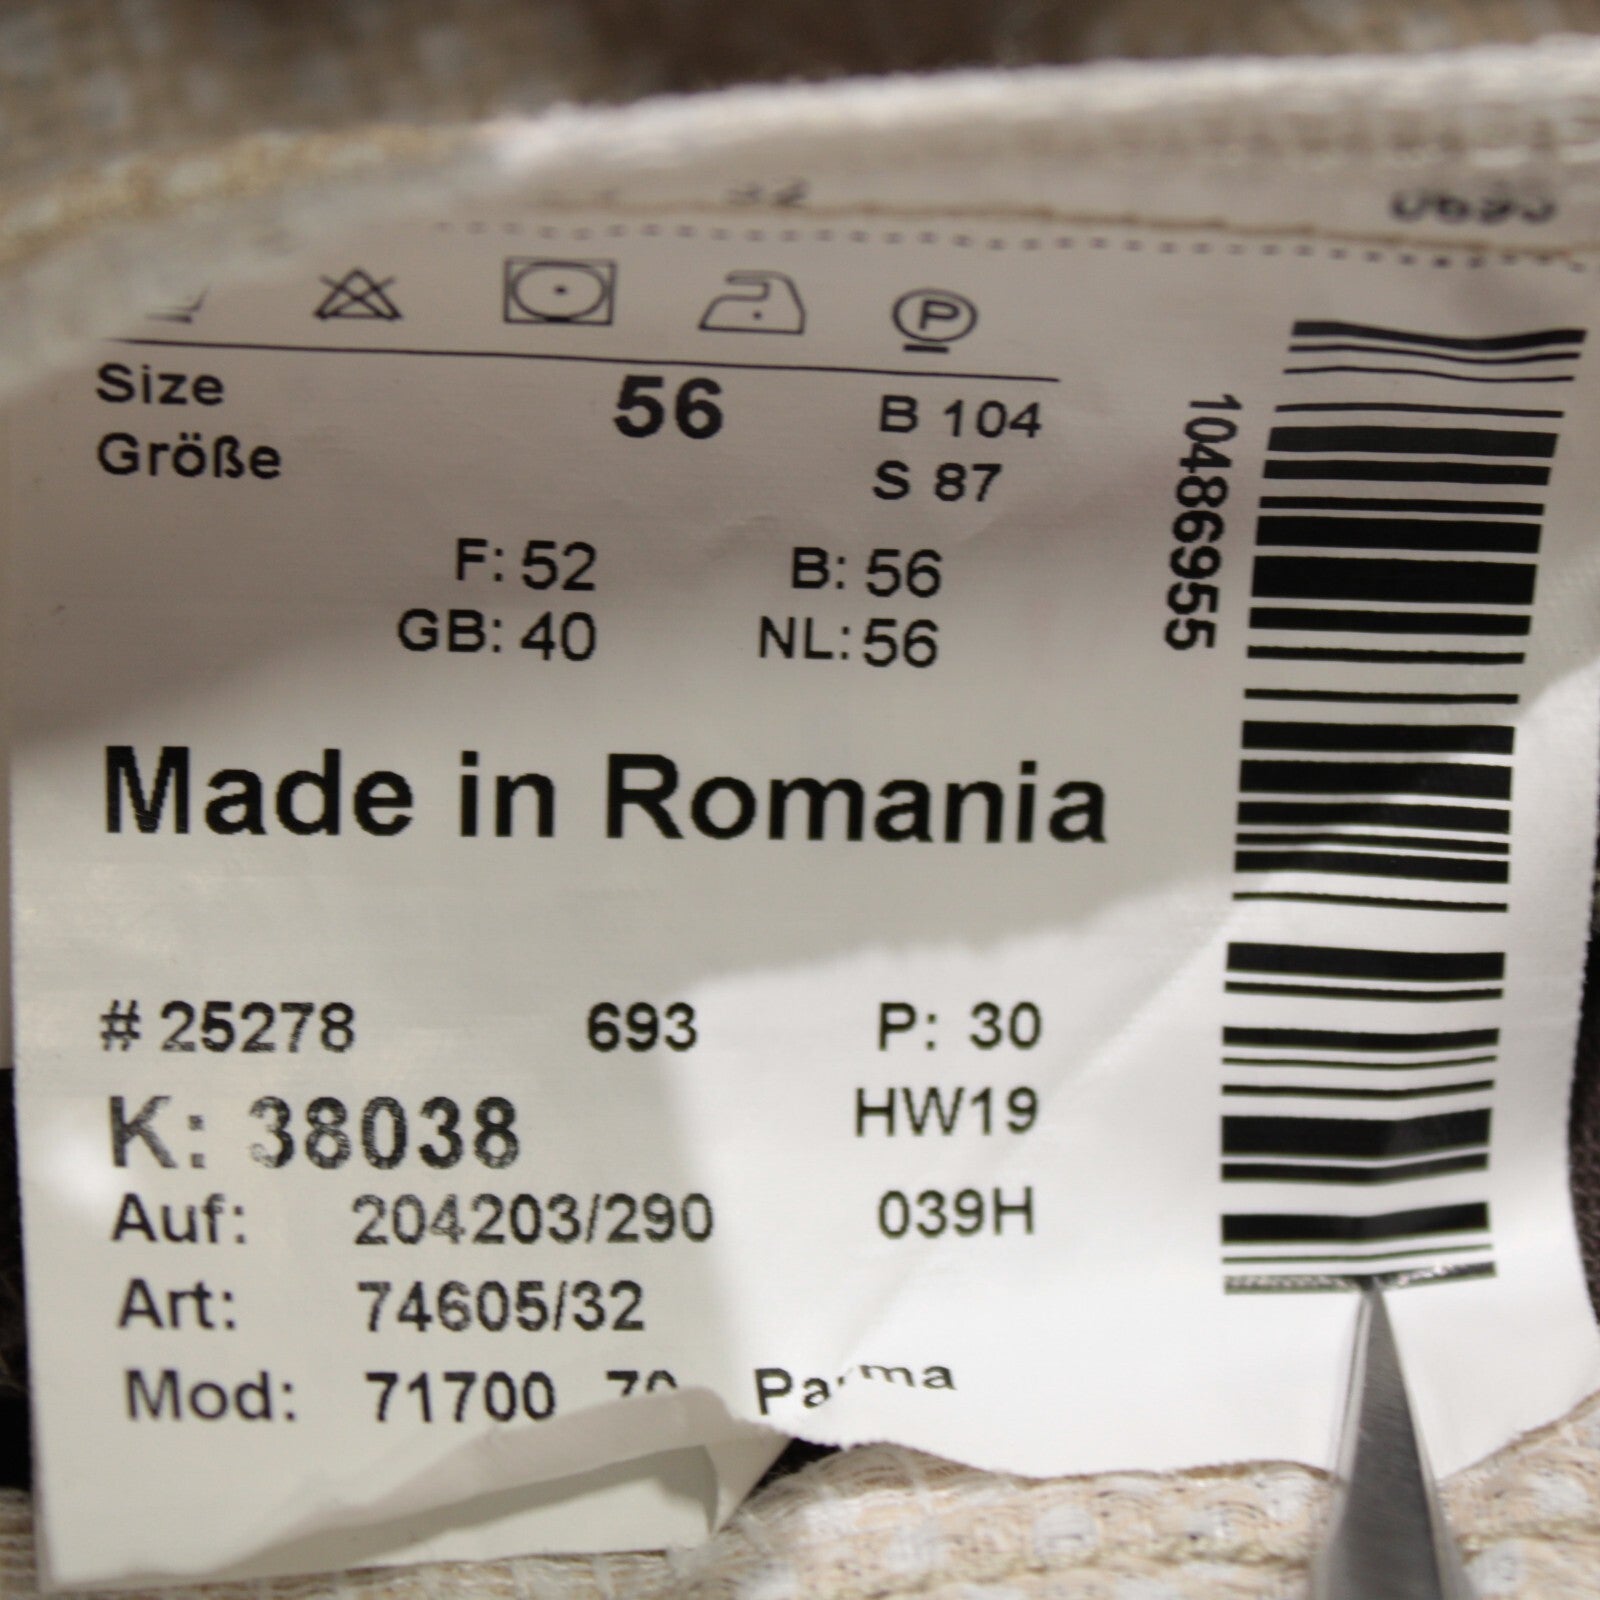 P
Size 56 B 104
Größe S 87
F: 52 B: 56
GB: 40 NL: 56
Made in Romania
# 25278 693 P: 30
K: 38038 HW19
Auf: 204203/290 039H
Art: 74605/32
Mod: 71700 Parma
10486955